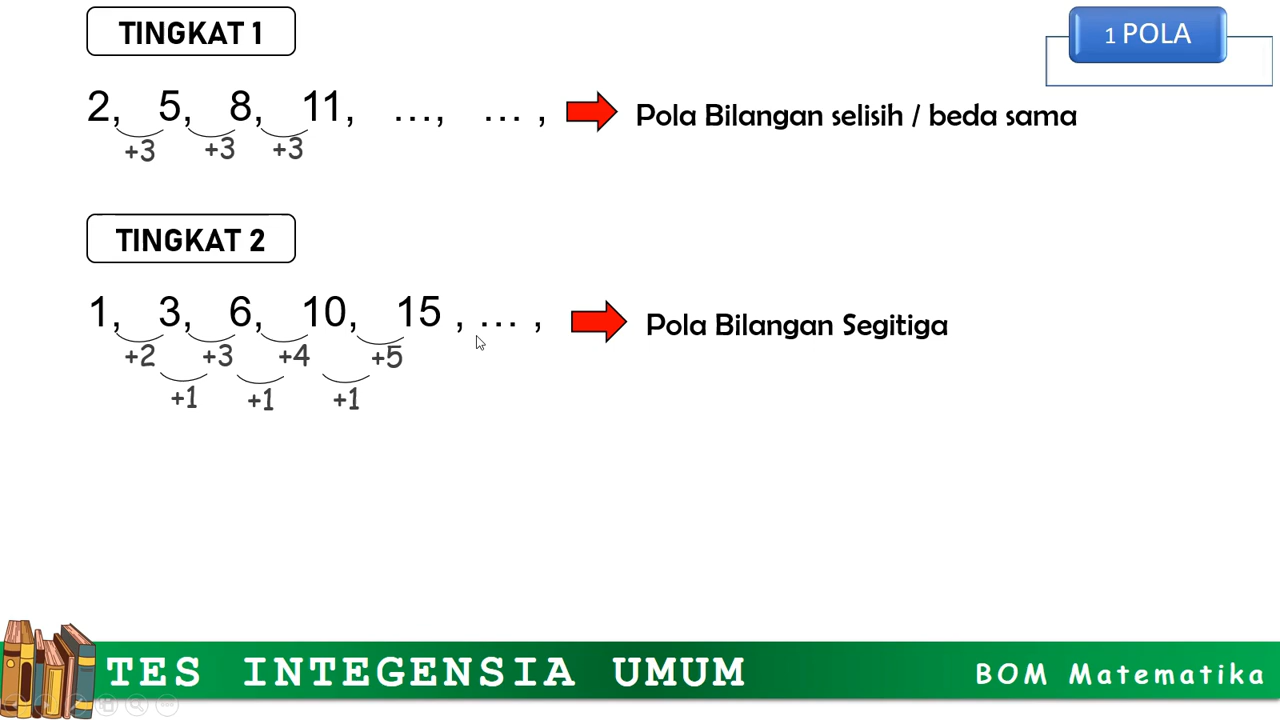 TINGKAT 1
1 POLA
2, 5, 8, 11, ..., ... , Pola Bilangan selisih / beda sama
+3 +3 +3
TINGKAT 2
1, 3, 6, 10, 15 , ... , Pola Bilangan Segitiga
+2 +3 +4 +5
+1 +1 +1
TES INTEGENSIA UMUM
BOM Matematika